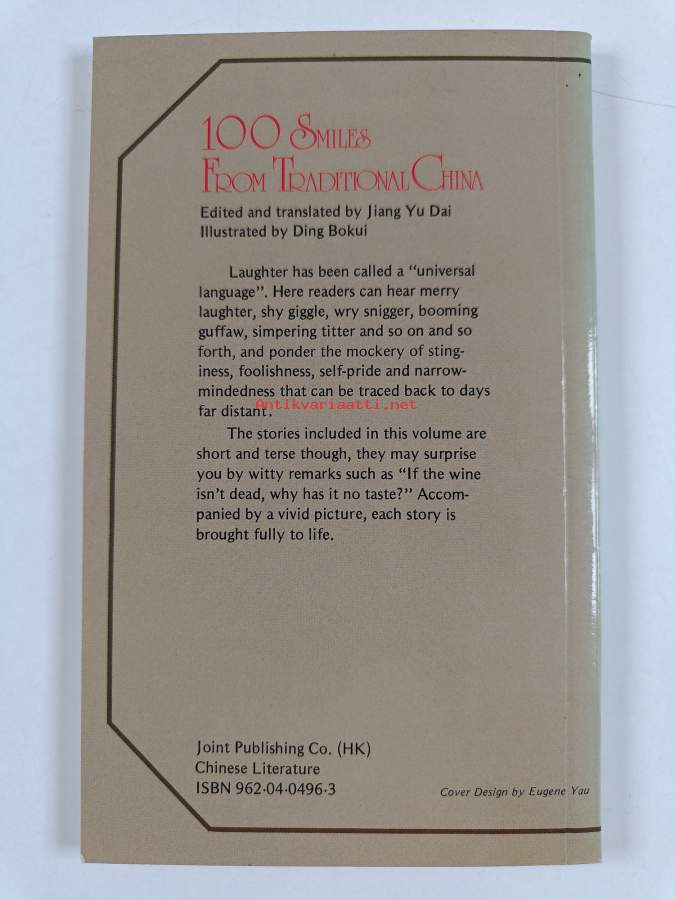 100 SMILES
FROM TRADITIONAL CHINA
Edited and translated by Jiang Yu Dai
Illustrated by Ding Bokui
Laughter has been called a "universal
language". Here readers can hear merry
laughter, shy giggle, wry snigger, booming
guffaw, simpering titter and so on and so
forth, and ponder the mockery of sting-
iness, foolishness, self-pride and narrow-
mindedness that can be traced back to days
far distant.
Antikvariaatti.net
The stories included in this volume are
short and terse though, they may surprise
you by witty remarks such as "If the wine
isn't dead, why has it no taste?" Accom-
panied by a vivid picture, each story is
brought fully to life.
Joint Publishing Co. (HK)
Chinese Literature
ISBN 962·04·0496·3
Cover Design by Eugene Yau